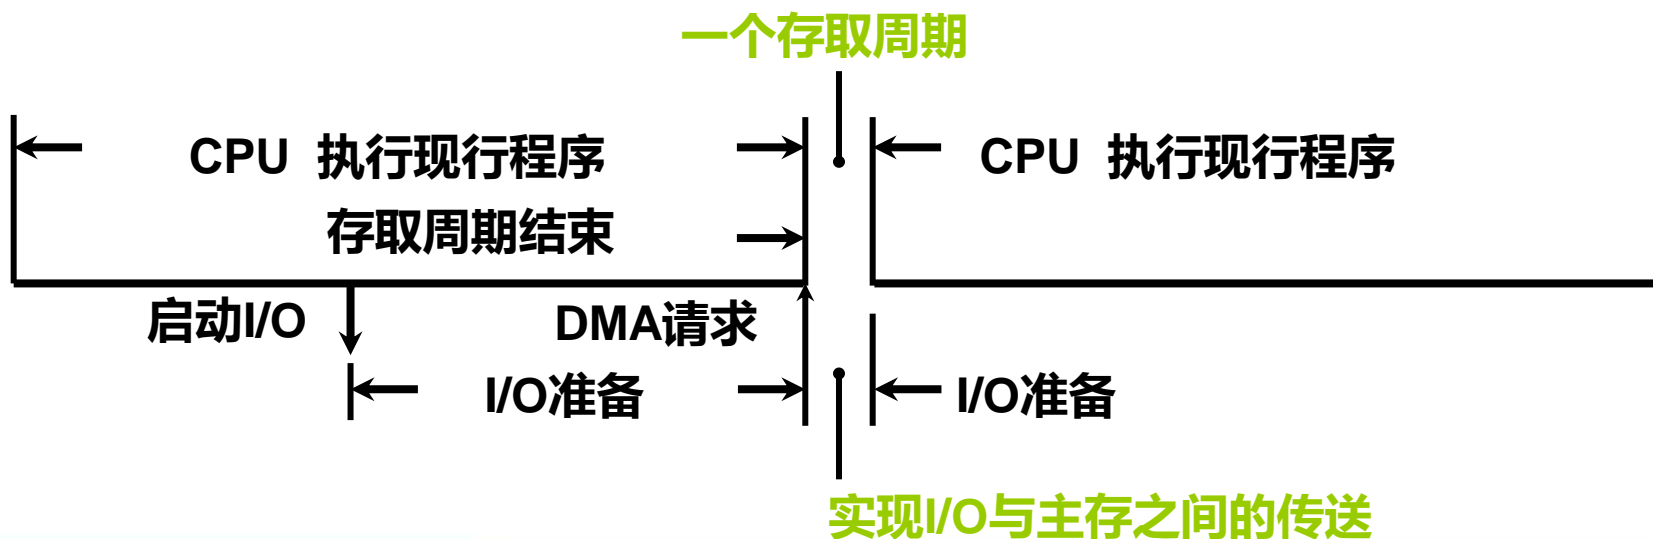 一个存取周期
CPU 执行现行程序
CPU 执行现行程序
存取周期结束
启动I/O
DMA请求
I/O准备
I/O准备
实现I/O与主存之间的传送